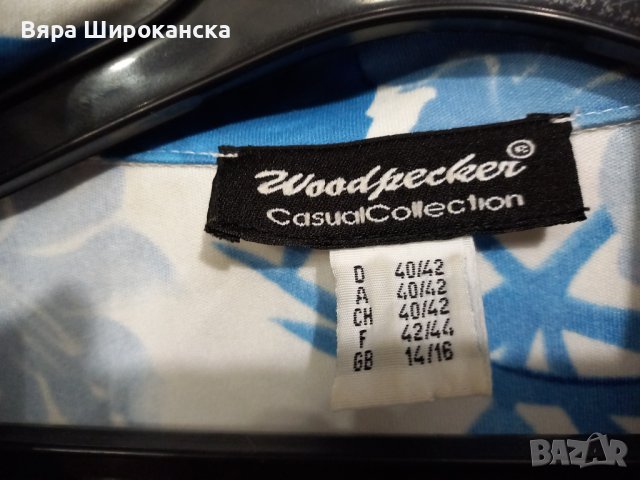 Вяра Широканска
Woodpecker®
CasualCollection
D 40/42
A 40/42
CH 40/42
F 42/44
GB 14/16
BAZAR